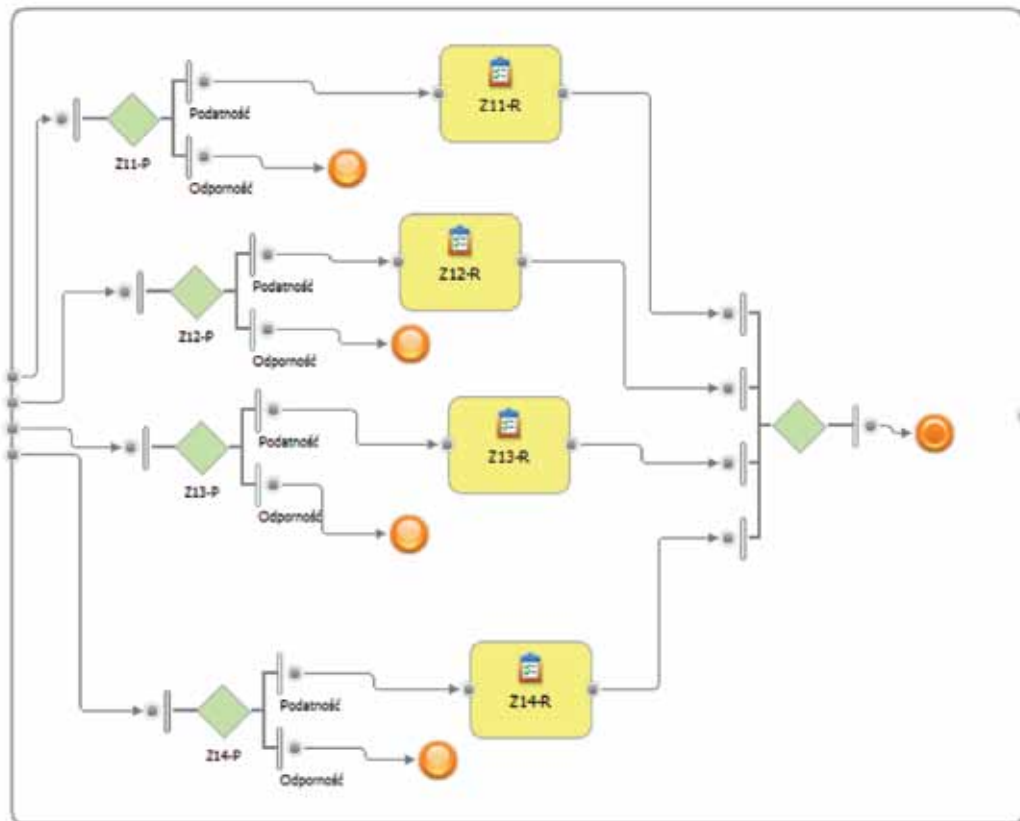 Podatność
Z11-R
Z11-P
Odporność
Z12-R
Podatność
Z12-P
Odporność
Podatność
Z13-R
Z13-P
Odporność
Podatność
Z14-R
Z14-P
Odporność